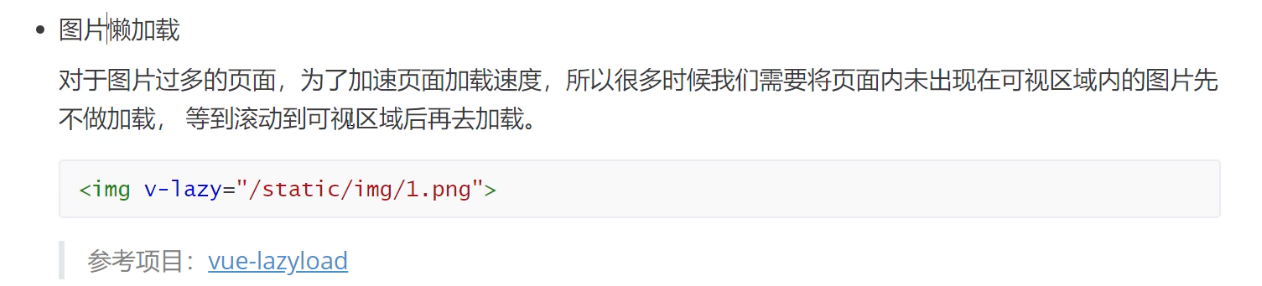 图片懒加载
对于图片过多的页面，为了加速页面加载速度，所以很多时候我们需要将页面内未出现在可视区域内的图片先
不做加载， 等到滚动到可视区域后再去加载。
<img v-lazy="/static/img/1.png">
参考项目：vue-lazyload